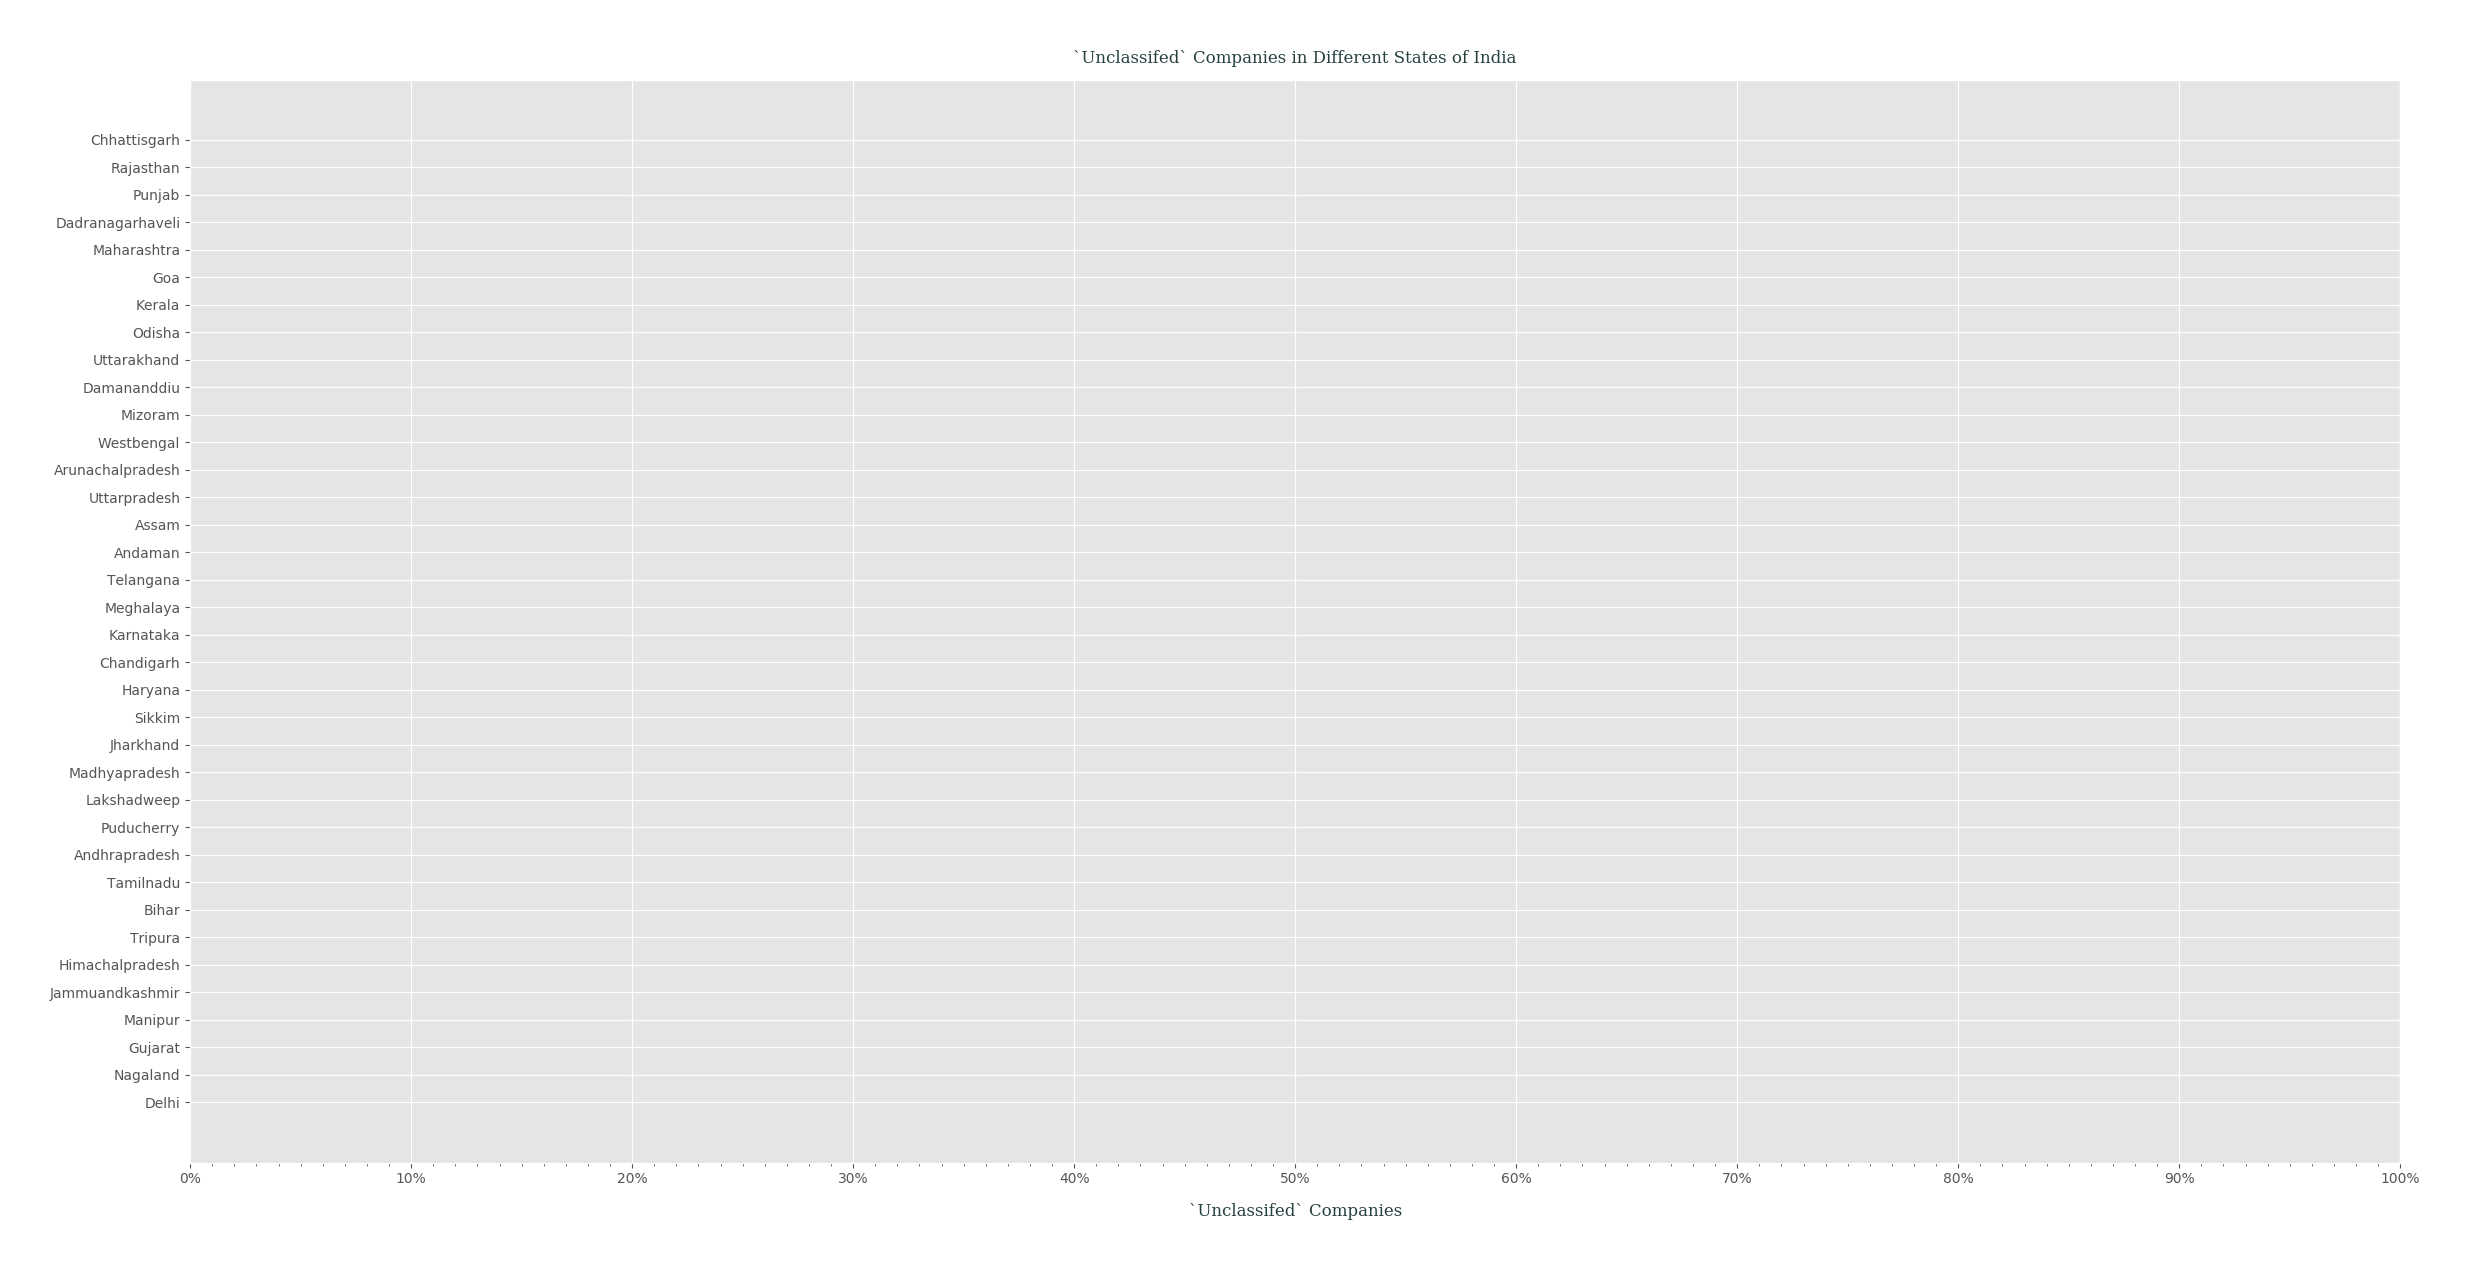 `Unclassifed` Companies in Different States of India
Chhattisgarh
Rajasthan
Punjab
Dadranagarhaveli
Maharashtra
Goa
Kerala
Odisha
Uttarakhand
Damananddiu
Mizoram
Westbengal
Arunachalpradesh
Uttarpradesh
Assam
Andaman
Telangana
Meghalaya
Karnataka
Chandigarh
Haryana
Sikkim
Jharkhand
Madhyapradesh
Lakshadweep
Puducherry
Andhrapradesh
Tamilnadu
Bihar
Tripura
Himachalpradesh
Jammuandkashmir
Manipur
Gujarat
Nagaland
Delhi
0% 10% 20% 30% 40% 50% 60% 70% 80% 90% 100%
`Unclassifed` Companies